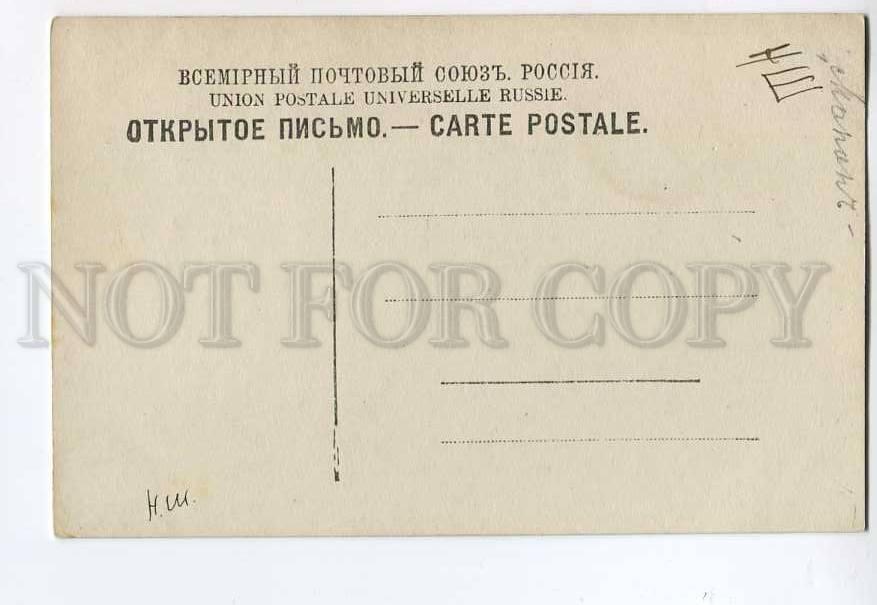 ВСЕМІРНЫЙ ПОЧТОВЫЙ СОЮЗЪ. РОССІЯ.
UNION POSTALE UNIVERSELLE RUSSIE.
ОТКРЫТОЕ ПИСЬМО.— CARTE POSTALE.
NOT FOR COPY
Н.Ш.